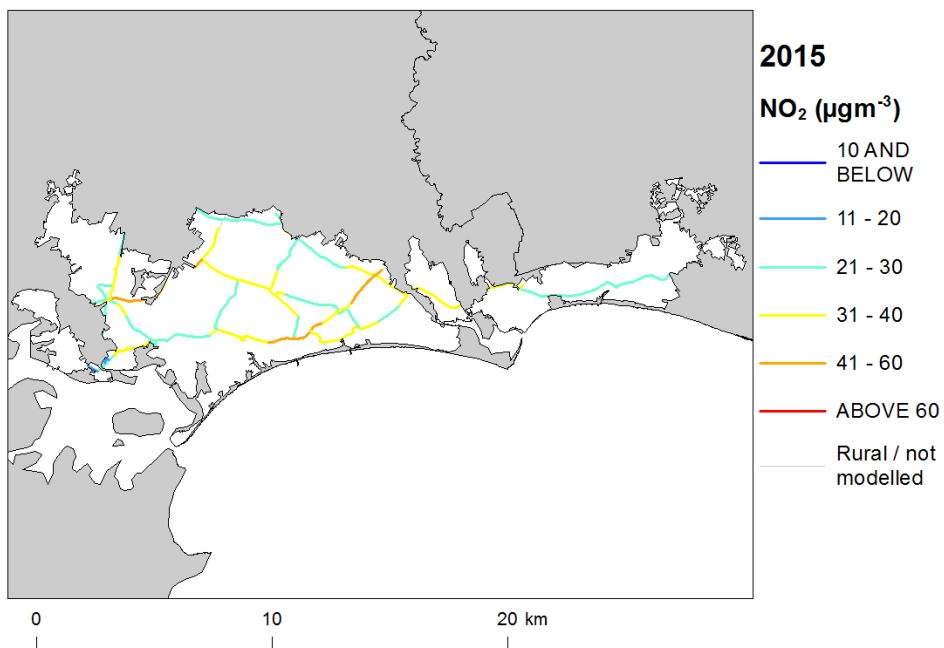 2015
NO₂ (µgm⁻³)
10 AND
BELOW
11 - 20
21 - 30
31 - 40
41 - 60
ABOVE 60
Rural / not
modelled
0 10 20 km